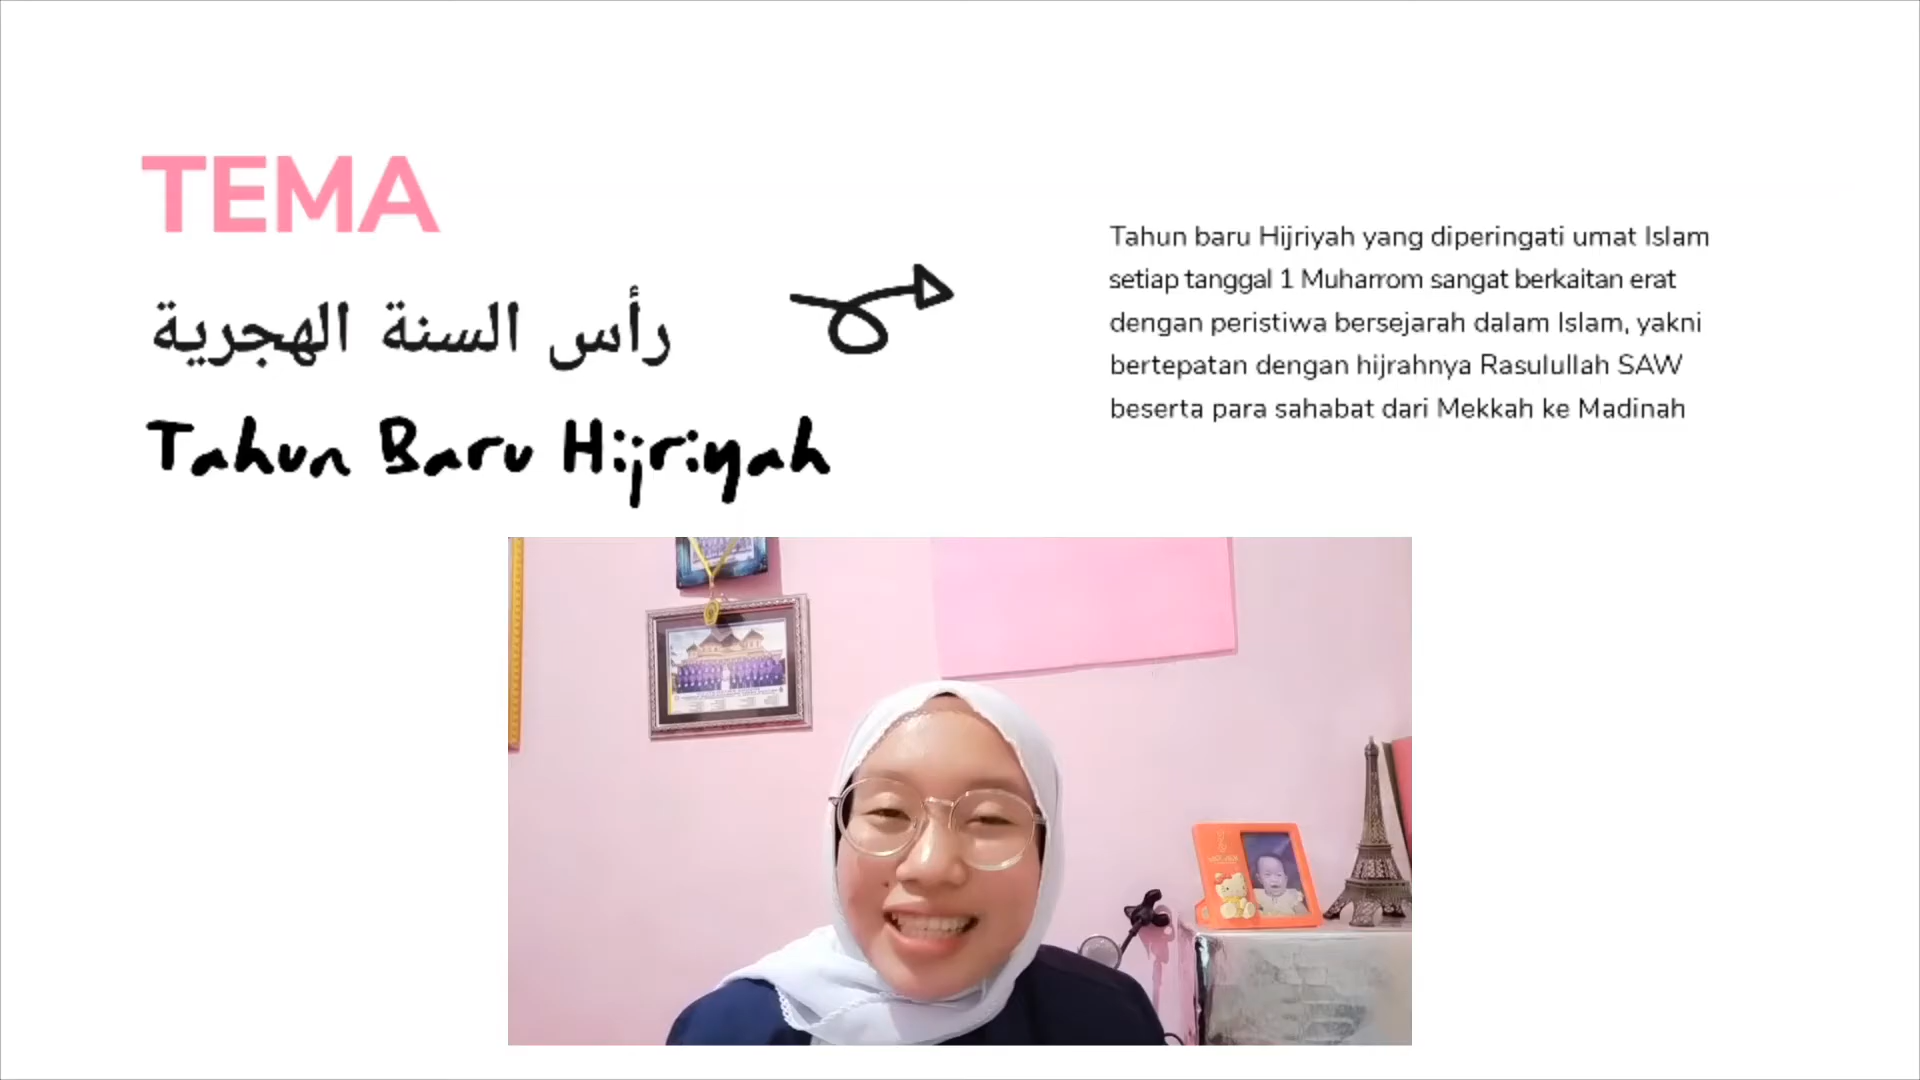 TEMA
رأس السنة الهجرية
Tahun Baru Hijriyah
Tahun baru Hijriyah yang diperingati umat Islam
setiap tanggal 1 Muharrom sangat berkaitan erat
dengan peristiwa bersejarah dalam Islam, yakni
bertepatan dengan hijrahnya Rasulullah SAW
beserta para sahabat dari Mekkah ke Madinah